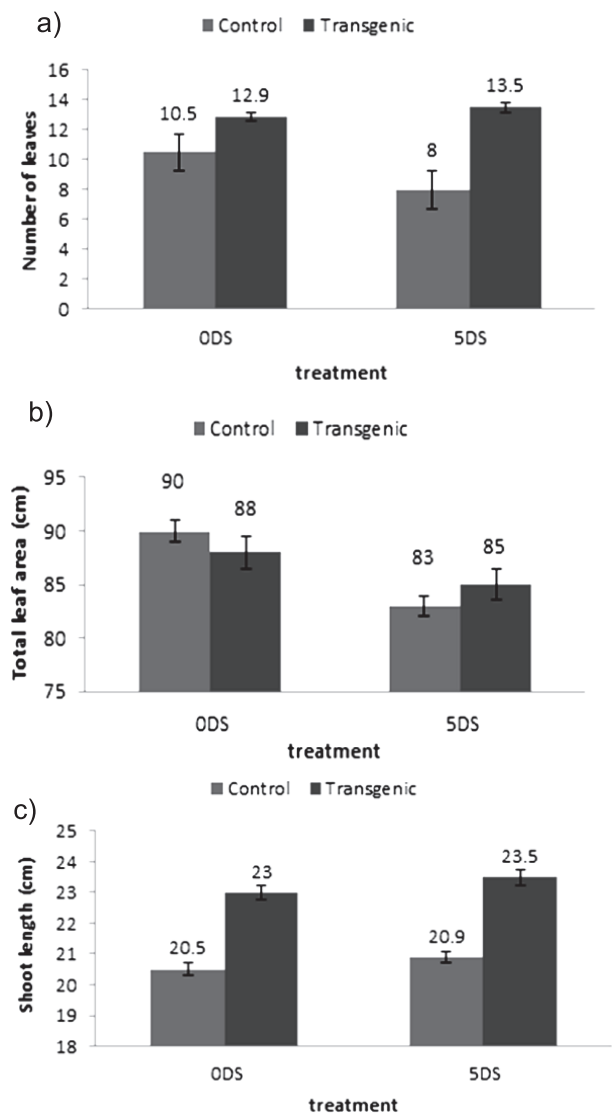 a)
Control Transgenic
Number of leaves
16
14
12
10
8
6
4
2
0
10.5 12.9 8 13.5
0DS 5DS
treatment
b)
Control Transgenic
Total leaf area (cm)
95
90
85
80
75
90 88 83 85
0DS 5DS
treatment
c)
Control Transgenic
Shoot length (cm)
25
24
23
22
21
20
19
18
20.5 23 20.9 23.5
0DS 5DS
treatment